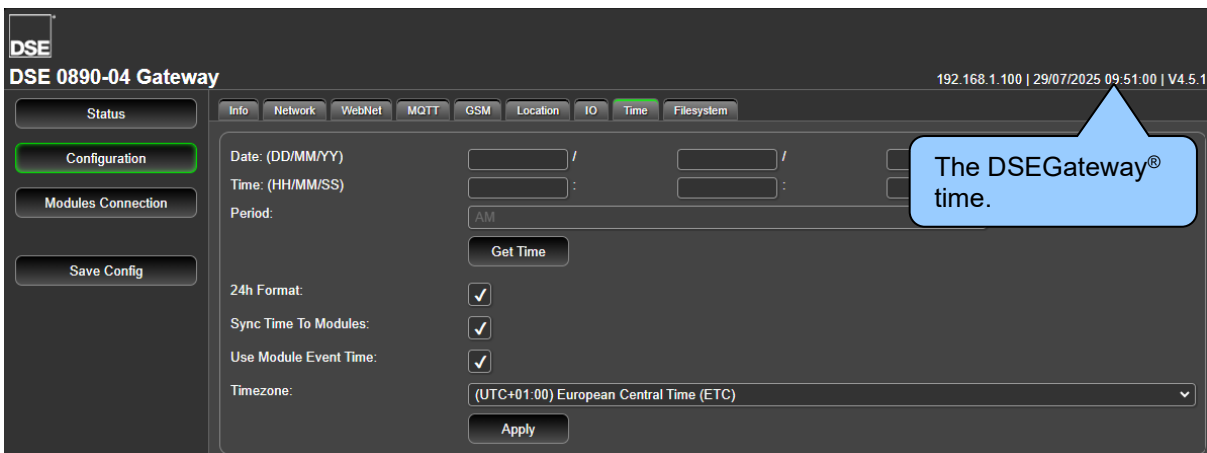 DSE
DSE 0890-04 Gateway
192.168.1.100 | 29/07/2025 09:51:00 | V4.5.1
Status
Configuration
Modules Connection
Save Config
Info Network WebNet MQTT GSM Location IO Time Filesystem
Date: (DD/MM/YY) / /
Time: (HH/MM/SS) : :
Period: AM
Get Time
24h Format: ✓
Sync Time To Modules: ✓
Use Module Event Time: ✓
Timezone: (UTC+01:00) European Central Time (ETC)
Apply
The DSEGateway®
time.